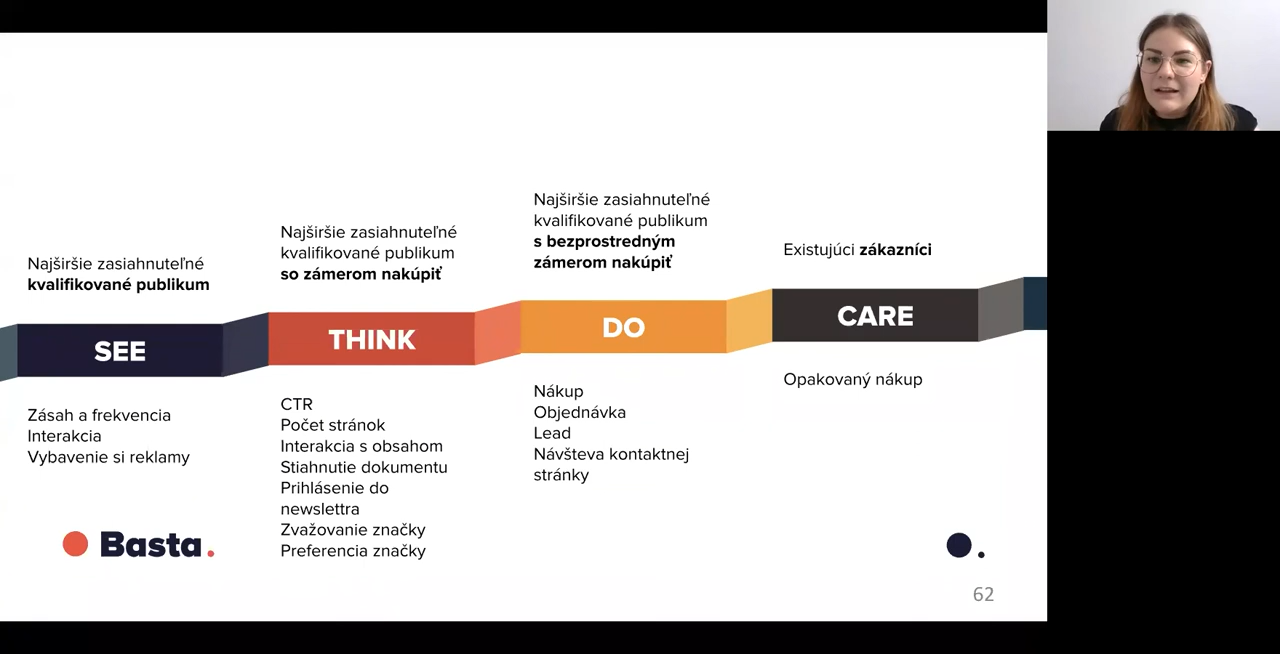 Najširšie zasiahnuteľné
kvalifikované publikum
SEE
Zásah a frekvencia
Interakcia
Vybavenie si reklamy
Najširšie zasiahnuteľné
kvalifikované publikum
so zámerom nakúpiť
THINK
CTR
Počet stránok
Interakcia s obsahom
Stiahnutie dokumentu
Prihlásenie do
newslettra
Zvažovanie značky
Preferencia značky
Najširšie zasiahnuteľné
kvalifikované publikum
s bezprostredným
zámerom nakúpiť
DO
Nákup
Objednávka
Lead
Návšteva kontaktnej
stránky
Existujúci zákazníci
CARE
Opakovaný nákup
Basta.
62